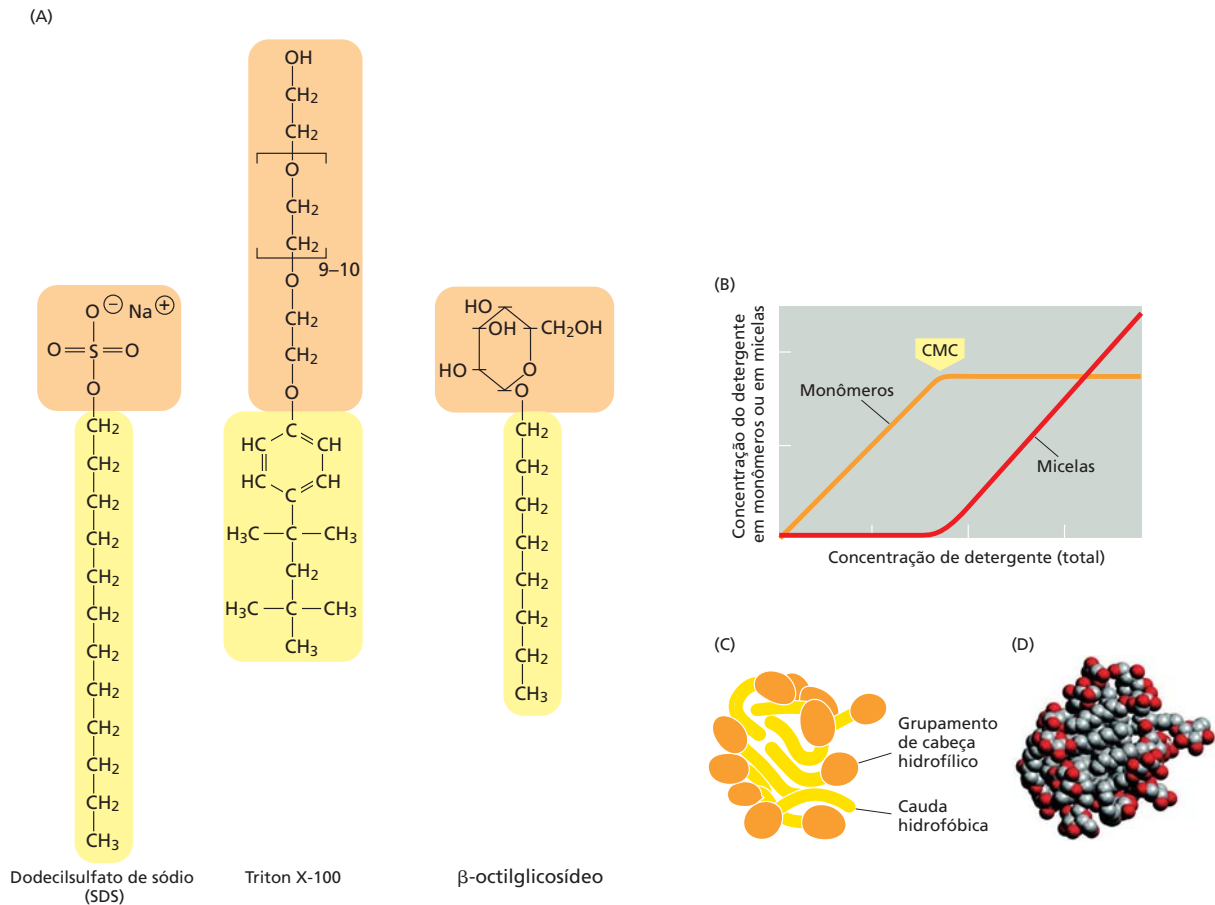 (A)
OH
CH₂
CH₂
O
CH₂
CH₂
9–10
O
CH₂
CH₂
O
C
HC CH
HC CH
C
H₃C—C—CH₃
CH₂
H₃C—C—CH₃
CH₃
Triton X-100
O⊖ Na⊕
O=S=O
O
CH₂
CH₂
CH₂
CH₂
CH₂
CH₂
CH₂
CH₂
CH₂
CH₂
CH₂
CH₃
Dodecilsulfato de sódio
(SDS)
HO
OH CH₂OH
HO O
O
CH₂
CH₂
CH₂
CH₂
CH₂
CH₂
CH₂
CH₃
β-octilglicosídeo
(B)
Concentração do detergente
em monômeros ou em micelas
CMC
Monômeros
Micelas
Concentração de detergente (total)
(C)
Grupamento
de cabeça
hidrofílico
Cauda
hidrofóbica
(D)